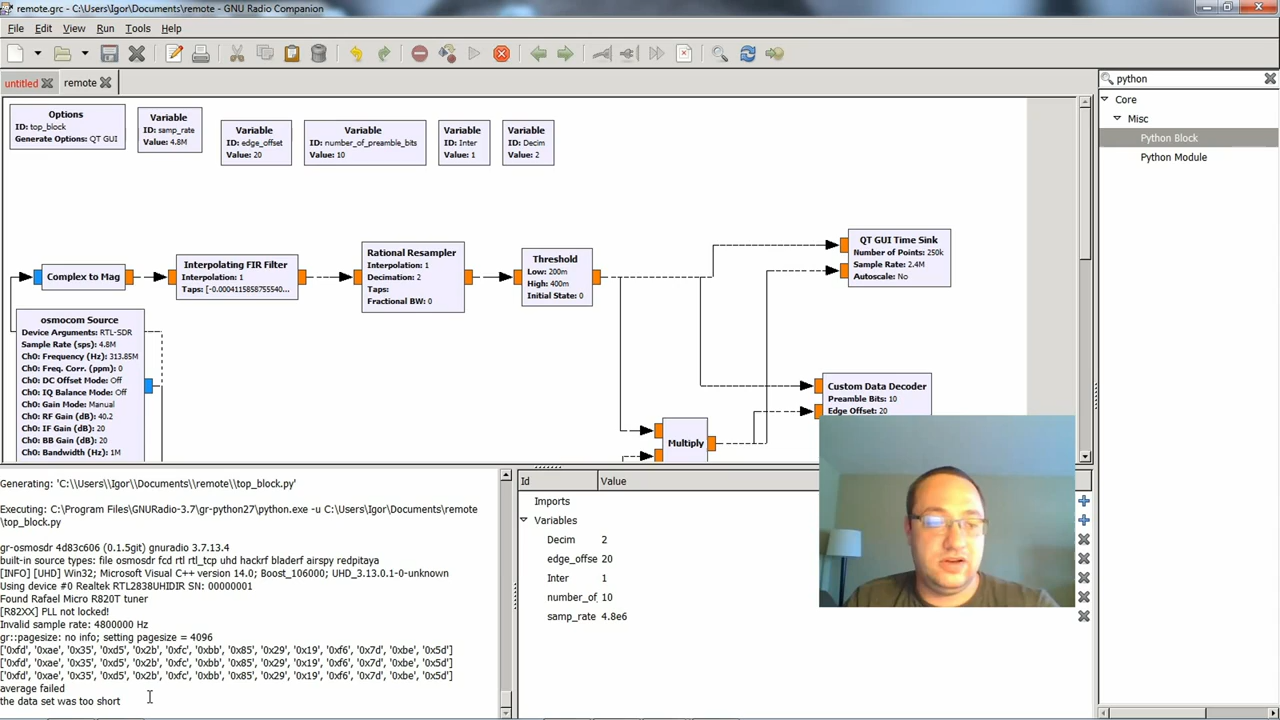 remote.grc - C:\Users\Igor\Documents\remote - GNU Radio Companion
File Edit View Run Tools Help
untitled
remote
python
Core
Misc
Python Block
Python Module
Options
ID: top_block
Generate Options: QT GUI
Variable
ID: samp_rate
Value: 4.8M
Variable
ID: edge_offset
Value: 20
Variable
ID: number_of_preamble_bits
Value: 10
Variable
ID: Inter
Value: 1
Variable
ID: Decim
Value: 2
Complex to Mag
Interpolating FIR Filter
Interpolation: 1
Taps: [-0.0004115858755540...
Rational Resampler
Interpolation: 1
Decimation: 2
Taps:
Fractional BW: 0
Threshold
Low: 200m
High: 400m
Initial State: 0
QT GUI Time Sink
Number of Points: 250k
Sample Rate: 2.4M
Autoscale: No
osmocom Source
Device Arguments: RTL-SDR
Sample Rate (sps): 4.8M
Ch0: Frequency (Hz): 313.85M
Ch0: Freq. Corr. (ppm): 0
Ch0: DC Offset Mode: Off
Ch0: IQ Balance Mode: Off
Ch0: Gain Mode: Manual
Ch0: RF Gain (dB): 40.2
Ch0: IF Gain (dB): 20
Ch0: BB Gain (dB): 20
Ch0: Bandwidth (Hz): 1M
Custom Data Decoder
Preamble Bits: 10
Edge Offset: 20
Multiply
Generating: 'C:\\Users\\Igor\\Documents\\remote\\top_block.py'
Executing: C:\Program Files\GNURadio-3.7\gr-python27\python.exe -u C:\Users\Igor\Documents\remote
\top_block.py
gr-osmosdr 4d83c606 (0.1.5git) gnuradio 3.7.13.4
built-in source types: file osmosdr fcd rtl rtl_tcp uhd hackrf bladerf airspy redpitaya
[INFO] [UHD] Win32; Microsoft Visual C++ version 14.0; Boost_106000; UHD_3.13.0.1-0-unknown
Using device #0 Realtek RTL2838UHIDIR SN: 00000001
Found Rafael Micro R820T tuner
[R82XX] PLL not locked!
Invalid sample rate: 4800000 Hz
gr::pagesize: no info; setting pagesize = 4096
['0xfd', '0xae', '0x35', '0xd5', '0x2b', '0xfc', '0xbb', '0x85', '0x29', '0x19', '0xf6', '0x7d', '0xbe', '0x5d']
['0xfd', '0xae', '0x35', '0xd5', '0x2b', '0xfc', '0xbb', '0x85', '0x29', '0x19', '0xf6', '0x7d', '0xbe', '0x5d']
['0xfd', '0xae', '0x35', '0xd5', '0x2b', '0xfc', '0xbb', '0x85', '0x29', '0x19', '0xf6', '0x7d', '0xbe', '0x5d']
average failed
the data set was too short
Id Value
Imports
Variables
Decim 2
edge_offse 20
Inter 1
number_of_ 10
samp_rate 4.8e6